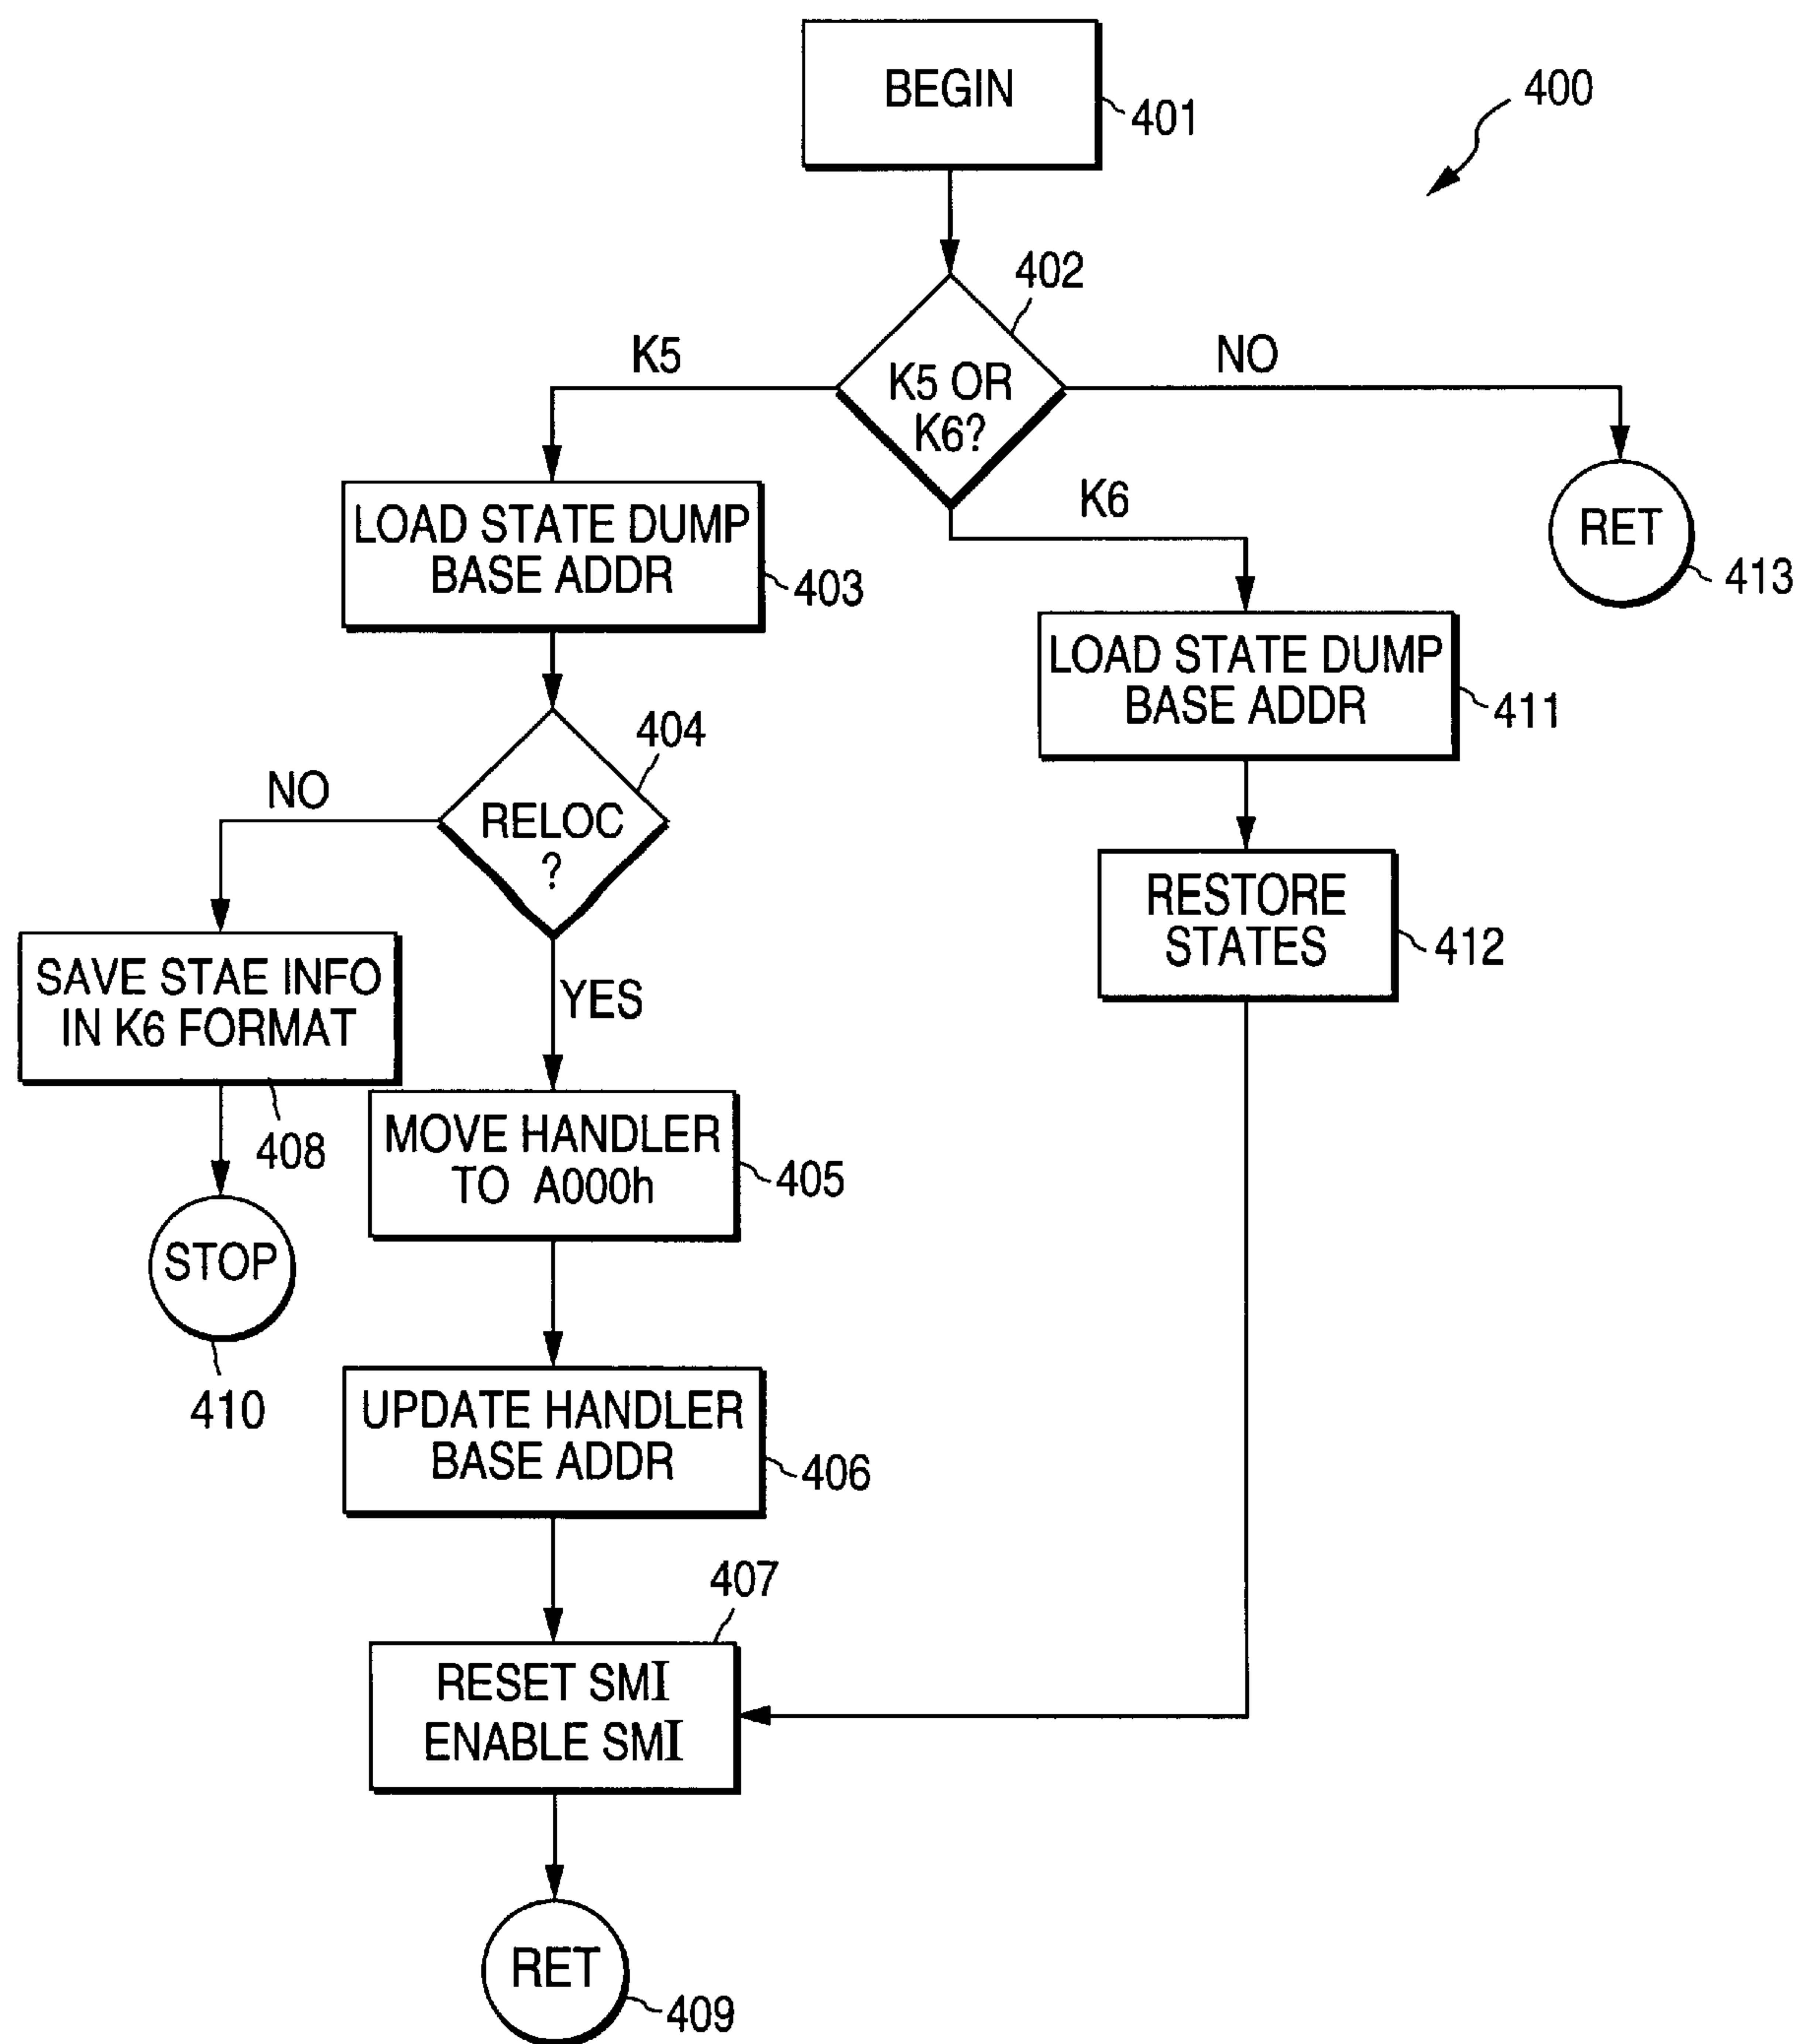 BEGIN
401
400
402
K5 OR
K6?
K5
NO
K6
LOAD STATE DUMP
BASE ADDR
403
RET
413
LOAD STATE DUMP
BASE ADDR
411
404
RELOC
?
NO
YES
RESTORE
STATES
412
SAVE STAE INFO
IN K6 FORMAT
408
MOVE HANDLER
TO A000h
405
STOP
410
UPDATE HANDLER
BASE ADDR
406
407
RESET SMI
ENABLE SMI
RET
409